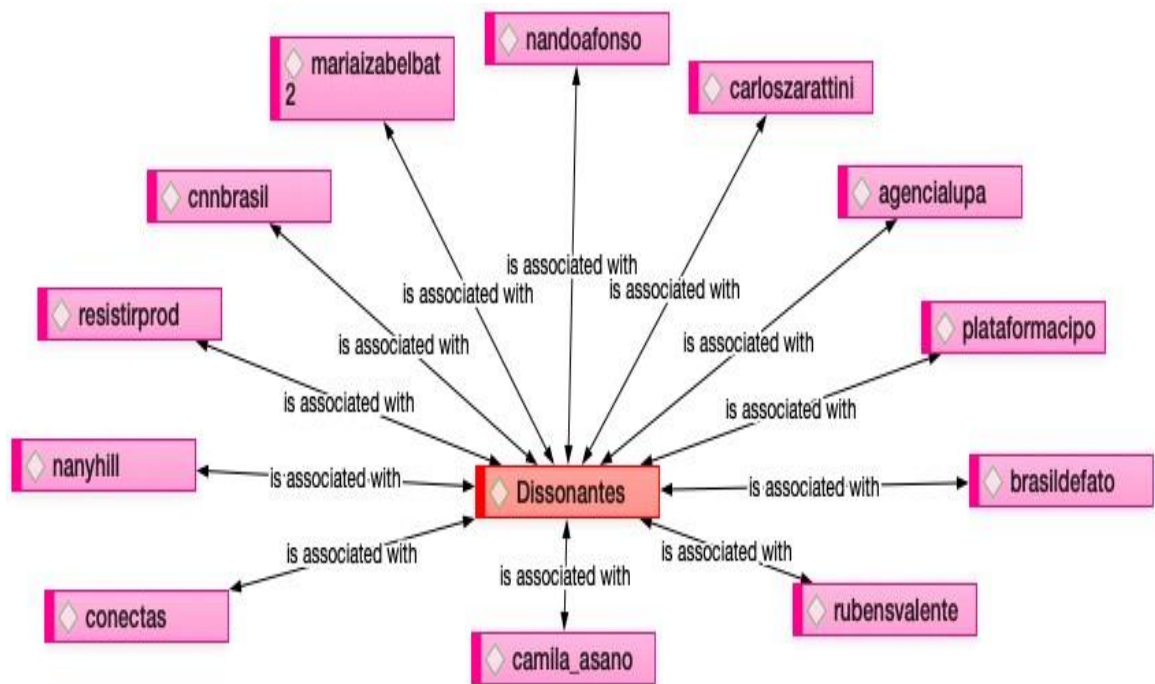 nandoafonso
mariaizabelbat
2
carloszarattini
cnnbrasil
agencialupa
is associated with
is associated with
is associated with
resistirprod
plataformacipo
is associated with
is associated with
is associated with
is associated with
nanyhill
is associated with
Dissonantes
is associated with
brasildefato
is associated with
is associated with
is associated with
conectas
rubensvalente
camila_asano